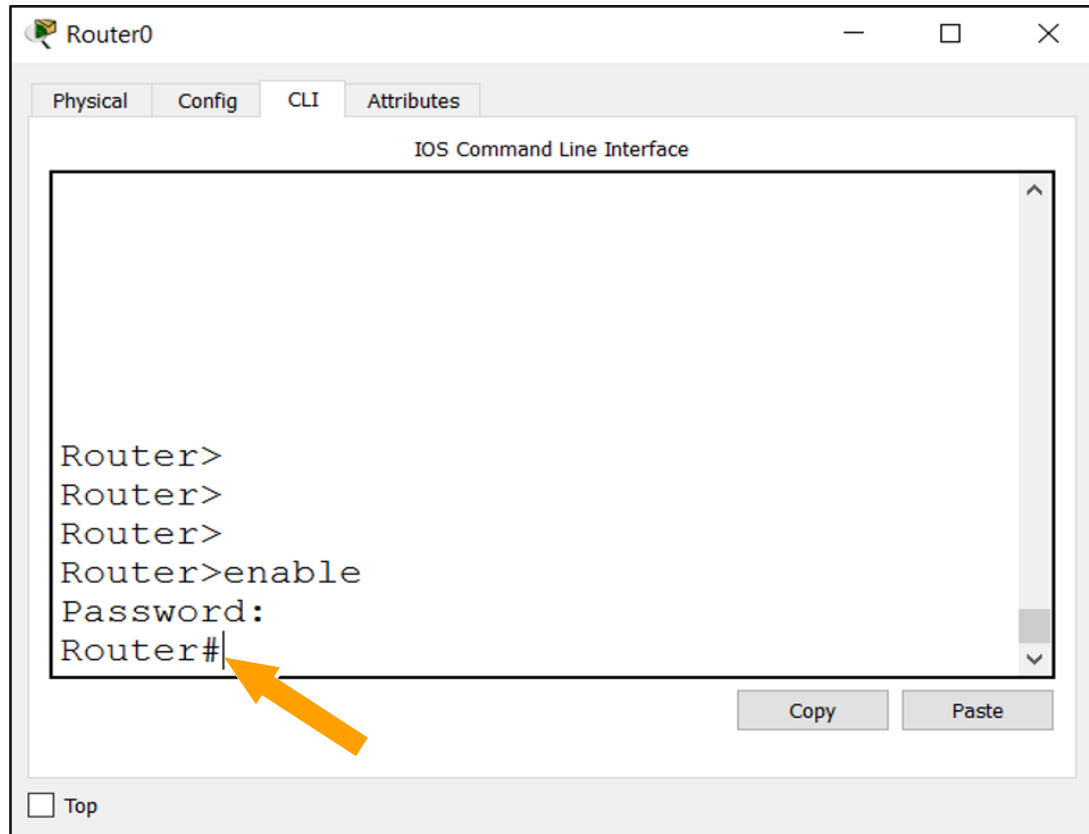 Router0
Physical Config CLI Attributes
IOS Command Line Interface
Router>
Router>
Router>
Router>enable
Password:
Router#
Copy Paste
Top